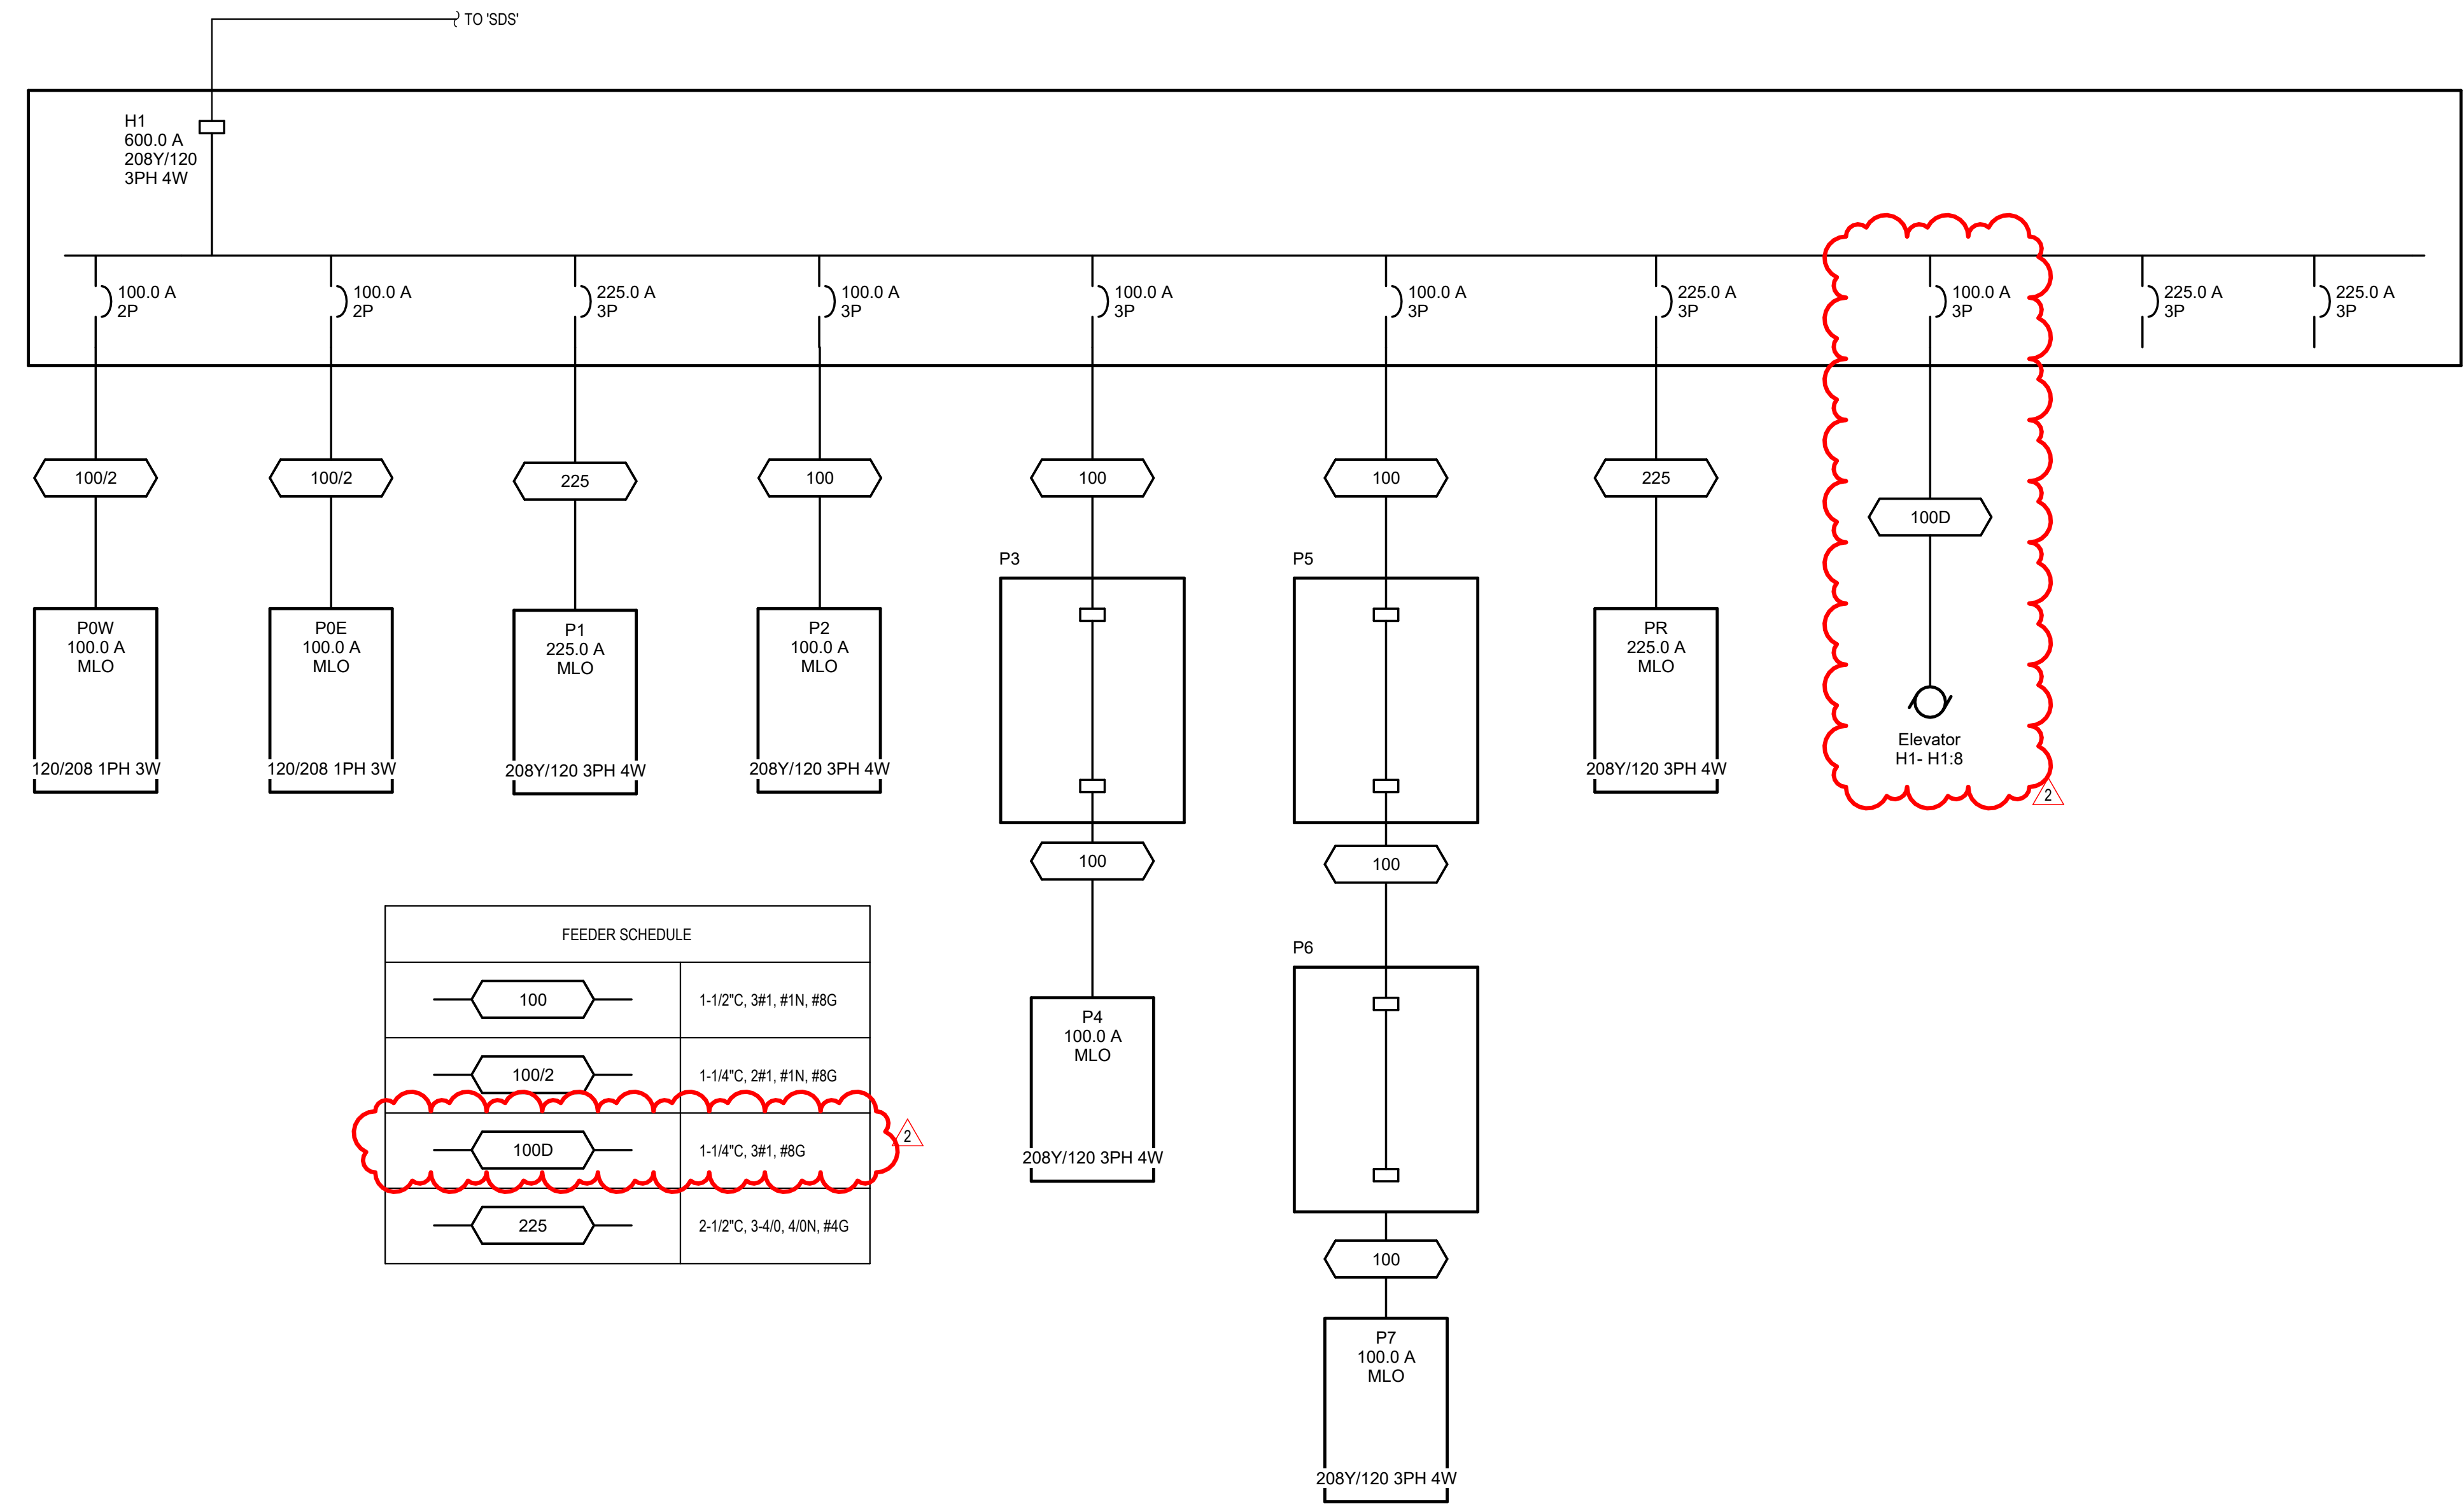 TO 'SDS'
H1
600.0 A
208Y/120
3PH 4W
100.0 A
2P
100.0 A
2P
225.0 A
3P
100.0 A
3P
100.0 A
3P
100.0 A
3P
225.0 A
3P
100.0 A
3P
225.0 A
3P
225.0 A
3P
100/2
100/2
225
100
100
100
225
100D
P0W
100.0 A
MLO
120/208 1PH 3W
P0E
100.0 A
MLO
120/208 1PH 3W
P1
225.0 A
MLO
208Y/120 3PH 4W
P2
100.0 A
MLO
208Y/120 3PH 4W
P3
100
P4
100.0 A
MLO
208Y/120 3PH 4W
P5
100
P6
100
P7
100.0 A
MLO
208Y/120 3PH 4W
PR
225.0 A
MLO
208Y/120 3PH 4W
Elevator
H1- H1:8
2
FEEDER SCHEDULE
100 1-1/2"C, 3#1, #1N, #8G
100/2 1-1/4"C, 2#1, #1N, #8G
100D 1-1/4"C, 3#1, #8G
2
225 2-1/2"C, 3-4/0, 4/0N, #4G